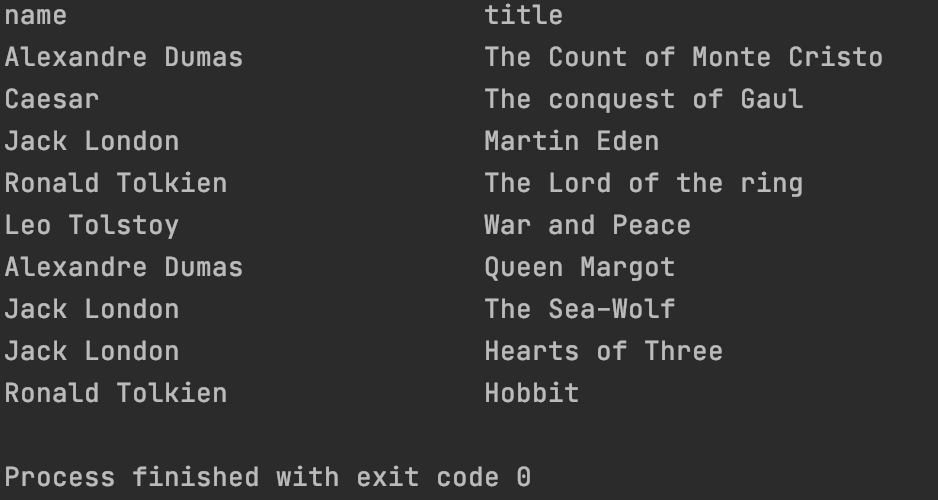 name title
Alexandre Dumas The Count of Monte Cristo
Caesar The conquest of Gaul
Jack London Martin Eden
Ronald Tolkien The Lord of the ring
Leo Tolstoy War and Peace
Alexandre Dumas Queen Margot
Jack London The Sea-Wolf
Jack London Hearts of Three
Ronald Tolkien Hobbit
Process finished with exit code 0